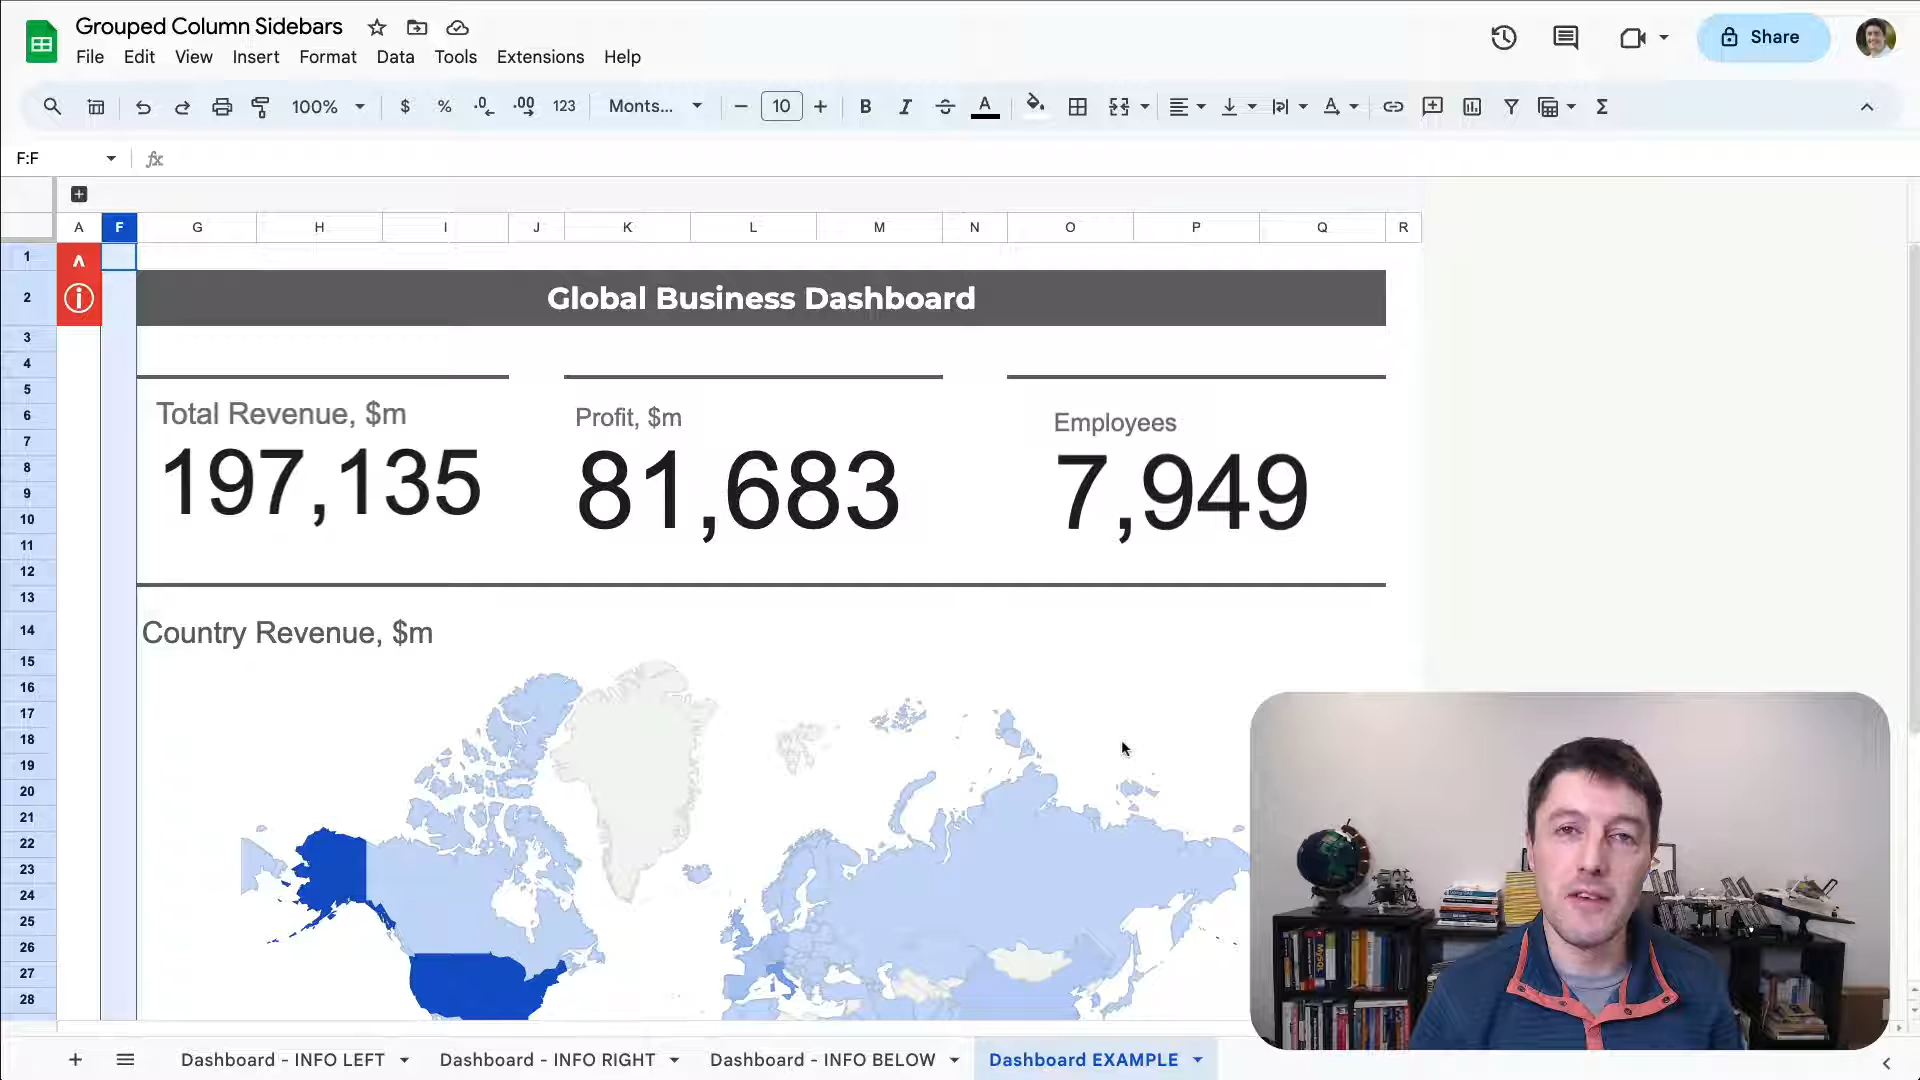 Grouped Column Sidebars
File Edit View Insert Format Data Tools Extensions Help
Share
100% $ % .0 .00 123 Monts... 10 B I A A Σ
F:F fx
A F G H I J K L M N O P Q R
1
2 Global Business Dashboard
3
4
5
6 Total Revenue, $m Profit, $m Employees
7
8 197,135 81,683 7,949
9
10
11
12
13
14 Country Revenue, $m
15
16
17
18
19
20
21
22
23
24
25
26
27
28
MySQL
Dashboard - INFO LEFT Dashboard - INFO RIGHT Dashboard - INFO BELOW Dashboard EXAMPLE